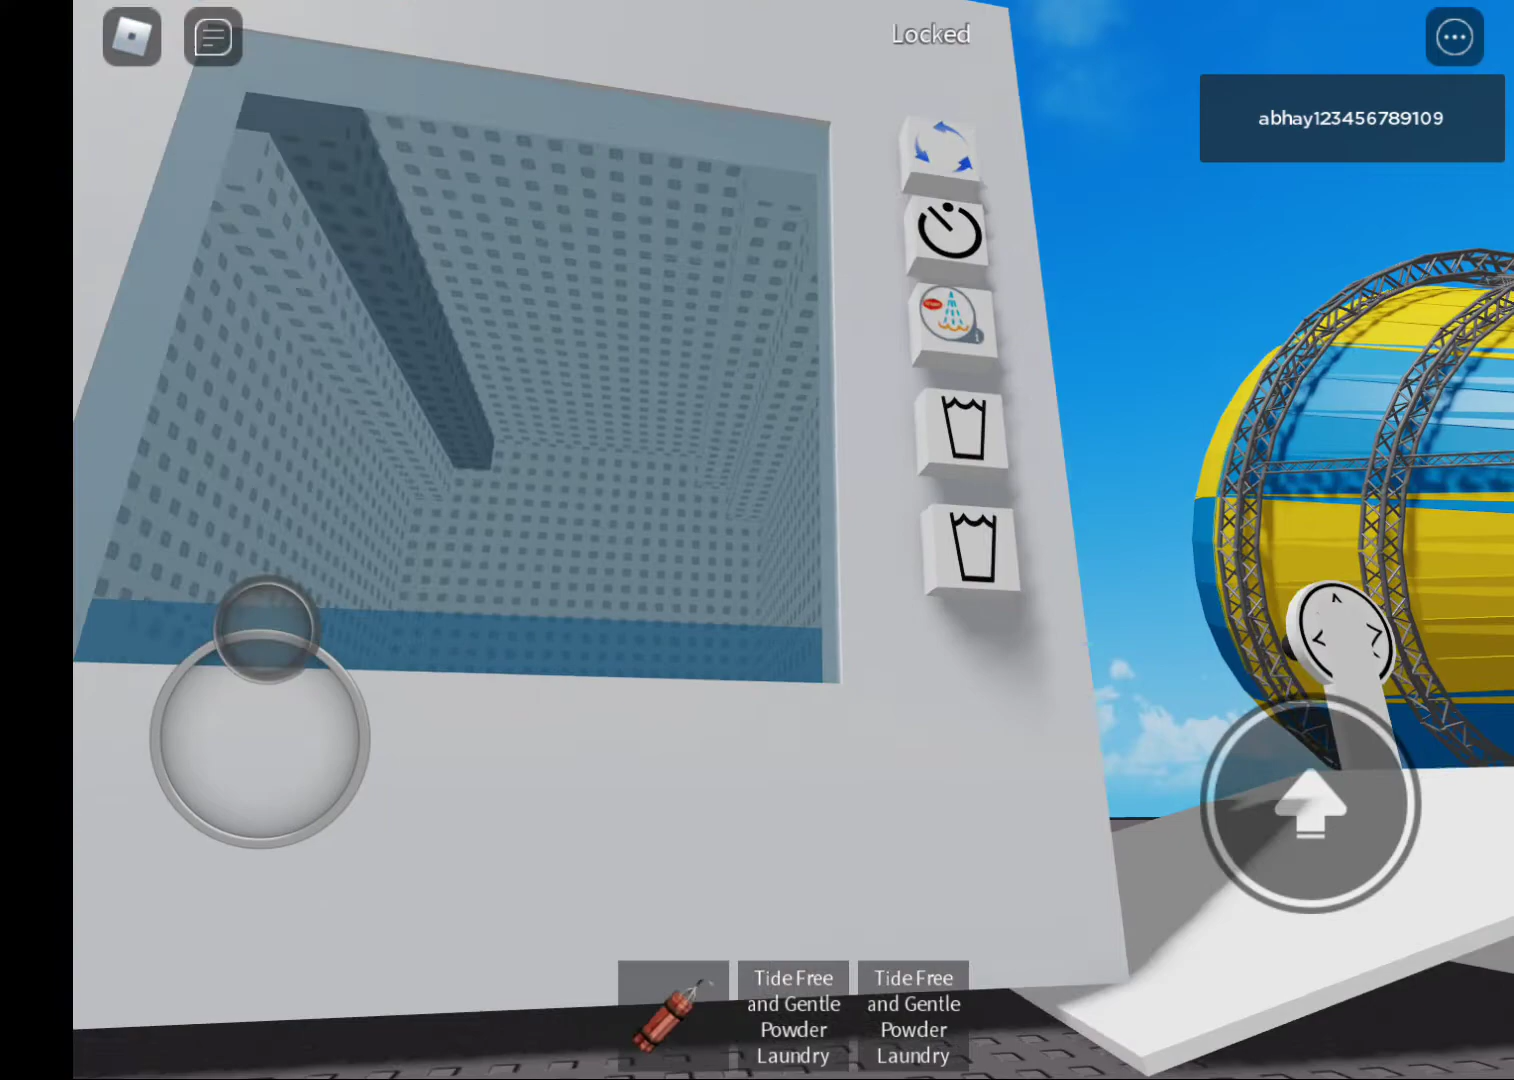 Locked
abhay123456789109
Tide Free
and Gentle
Powder
Laundry
Tide Free
and Gentle
Powder
Laundry